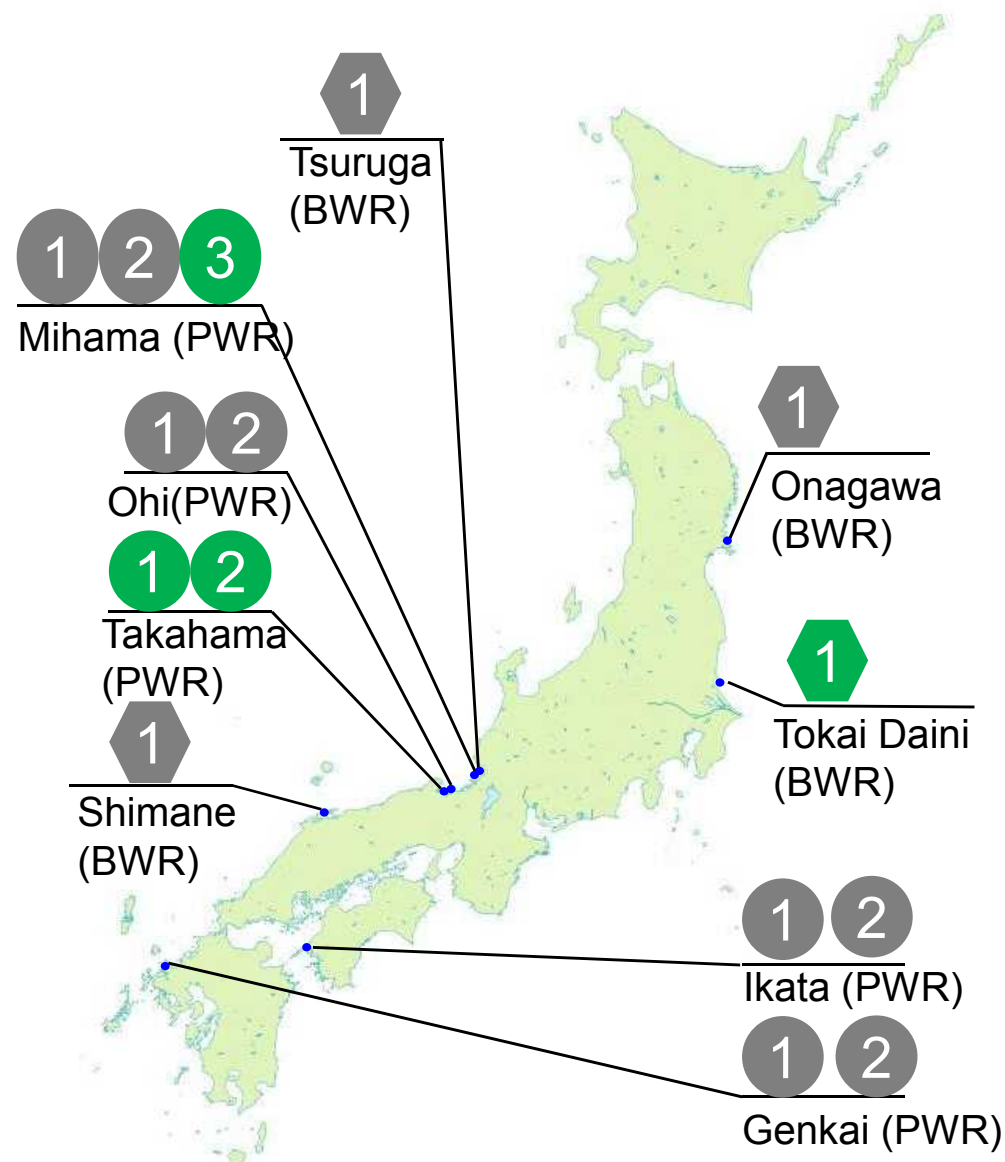 1
Tsuruga
(BWR)
1 2 3
Mihama (PWR)
1 2
Ohi(PWR)
1 2
Takahama
(PWR)
1
Shimane
(BWR)
1
Onagawa
(BWR)
1
Tokai Daini
(BWR)
1 2
Ikata (PWR)
1 2
Genkai (PWR)